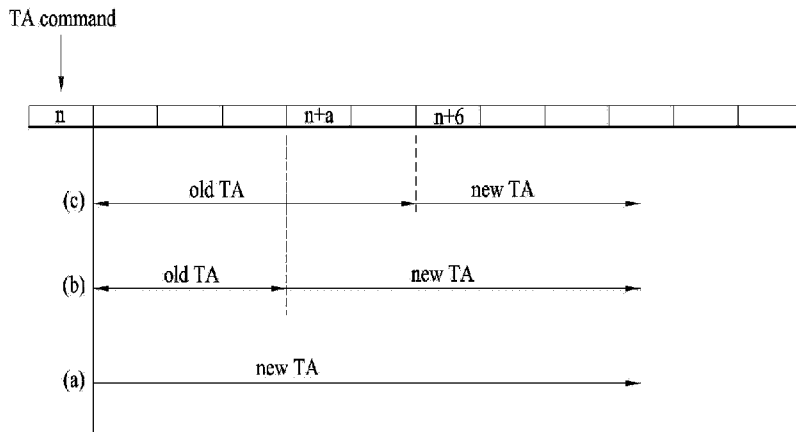 TA command
n n+a n+6
(c) old TA new TA
(b) old TA new TA
(a) new TA